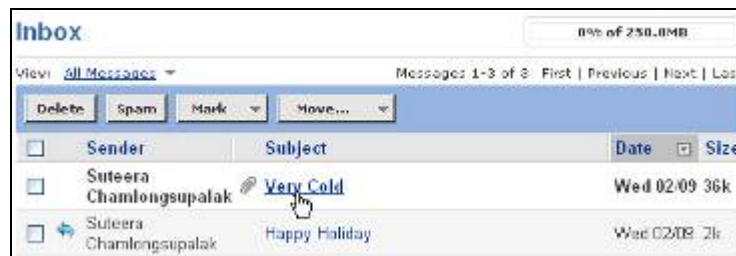 Inbox
0% of 250.0MB
View: All Messages
Messages 1-3 of 3 First | Previous | Next | Las
Delete Spam Mark Move...
Sender Subject Date Size
Suteera
Chamlongsupalak Very Cold Wed 02/09 36k
Suteera
Chamlongsupalak Happy Holiday Wed 02/09 2k